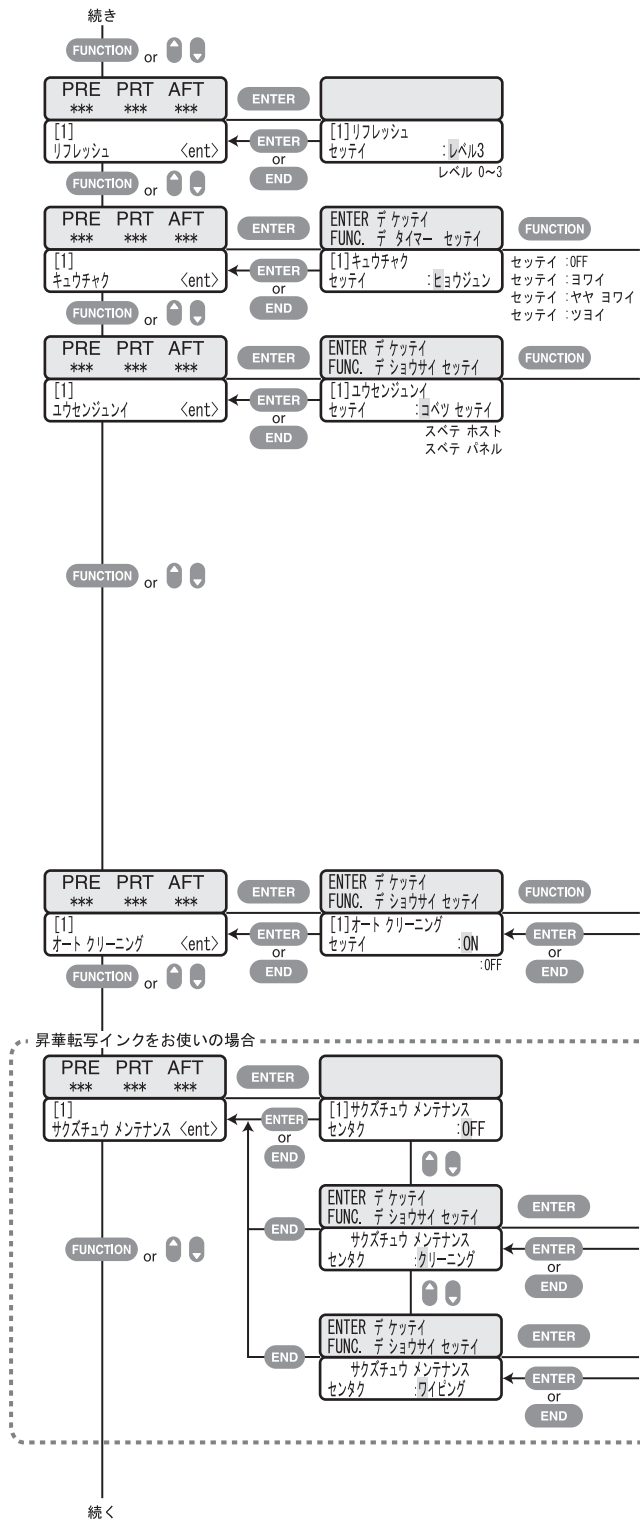 続き
FUNCTION or
PRE PRT AFT
*** *** ***
[1]
リフレッシュ <ent>
ENTER
ENTER
or
END
[1]リフレッシュ
セッテイ :レベル3
レベル 0~3
FUNCTION or
PRE PRT AFT
*** *** ***
[1]
キュウチャク <ent>
ENTER
ENTER
or
END
ENTER デ ケッテイ
FUNC. デ タイマー セッテイ
[1]キュウチャク
セッテイ :ヒョウジュン
FUNCTION
セッテイ :OFF
セッテイ :ヨワイ
セッテイ :ヤヤ ヨワイ
セッテイ :ツヨイ
FUNCTION or
PRE PRT AFT
*** *** ***
[1]
ユウセンジュンイ <ent>
ENTER
ENTER
or
END
ENTER デ ケッテイ
FUNC. デ ショウサイ セッテイ
[1]ユウセンジュンイ
セッテイ :コベツ セッテイ
スベテ ホスト
スベテ パネル
FUNCTION
FUNCTION or
PRE PRT AFT
*** *** ***
[1]
オート クリーニング <ent>
ENTER
ENTER
or
END
ENTER デ ケッテイ
FUNC. デ ショウサイ セッテイ
[1]オート クリーニング
セッテイ :ON
:OFF
FUNCTION
ENTER
or
END
FUNCTION or
昇華転写インクをお使いの場合
PRE PRT AFT
*** *** ***
[1]
サクズチュウ メンテナンス <ent>
ENTER
ENTER
or
END
[1]サクズチュウ メンテナンス
センタク :OFF
ENTER デ ケッテイ
FUNC. デ ショウサイ セッテイ
サクズチュウ メンテナンス
センタク :クリーニング
END
ENTER
ENTER
or
END
FUNCTION or
ENTER デ ケッテイ
FUNC. デ ショウサイ セッテイ
サクズチュウ メンテナンス
センタク :ワイピング
END
ENTER
ENTER
or
END
続く